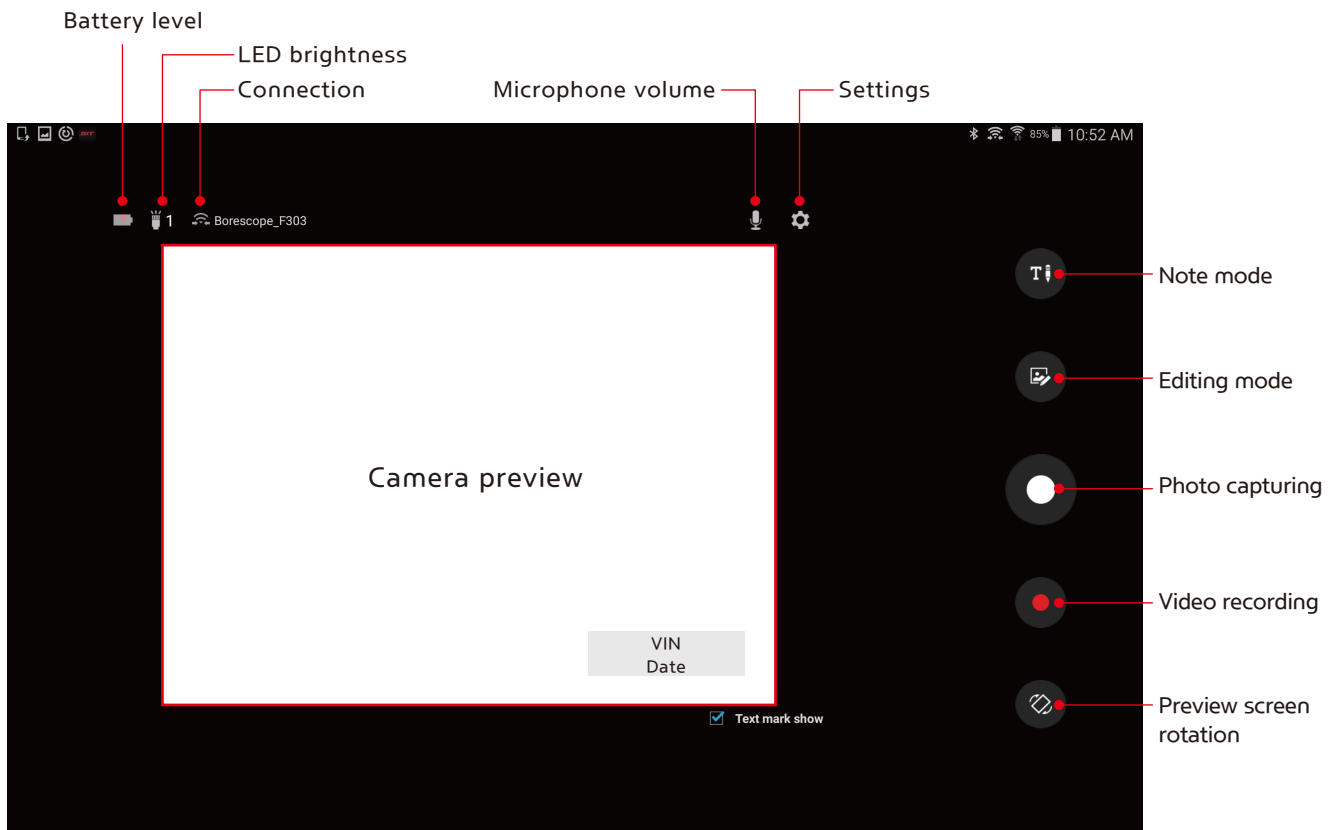 Battery level
LED brightness
Connection
Microphone volume
Settings
85%
10:52 AM
1
Borescope_F303
T
Note mode
Editing mode
Camera preview
Photo capturing
Video recording
VIN
Date
Text mark show
Preview screen
rotation